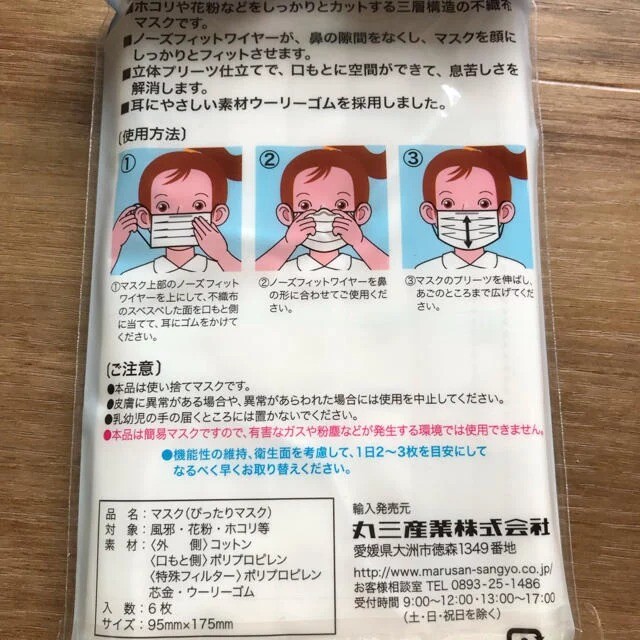 ■ホコリや花粉などをしっかりとカットする三層構造の不織布
マスクです。
■ノーズフィットワイヤーが、鼻の隙間をなくし、マスクを顔に
しっかりとフィットさせます。
■立体プリーツ仕立てで、口もとに空間ができて、息苦しさを
解消します。
■耳にやさしい素材ウーリーゴムを採用しました。
〔使用方法〕
① ② ③
①マスク上部のノーズフィット
ワイヤーを上にして、不織布
のスベスベした面を口もと側
に当てて、耳にゴムをかけて
ください。
②ノーズフィットワイヤーを鼻
の形に合わせてご使用くだ
さい。
③マスクのプリーツを伸ばし、
あごのところまで広げてくだ
さい。
〔ご注意〕
●本品は使い捨てマスクです。
●皮膚に異常がある場合や、異常があらわれた場合には使用を中止してください。
●乳幼児の手の届くところには置かないでください。
●本品は簡易マスクですので、有害なガスや粉塵などが発生する環境では使用できません。
●機能性の維持、衛生面を考慮して、1日2〜3枚を目安にして
なるべく早くお取り替えください。
品 名：マスク(ぴったりマスク)
対 象：風邪・花粉・ホコリ等
素 材：〈外 側〉コットン
〈口もと側〉ポリプロピレン
〈特殊フィルター〉ポリプロピレン
芯金・ウーリーゴム
入 数：6枚
サイズ：95mm×175mm
輸入発売元
丸三産業株式会社
愛媛県大洲市徳森1349番地
http://www.marusan-sangyo.co.jp/
お客様相談室 TEL 0893-25-1486
受付時間 9:00〜12:00・13:00〜17:00
(土・日・祝日を除く)